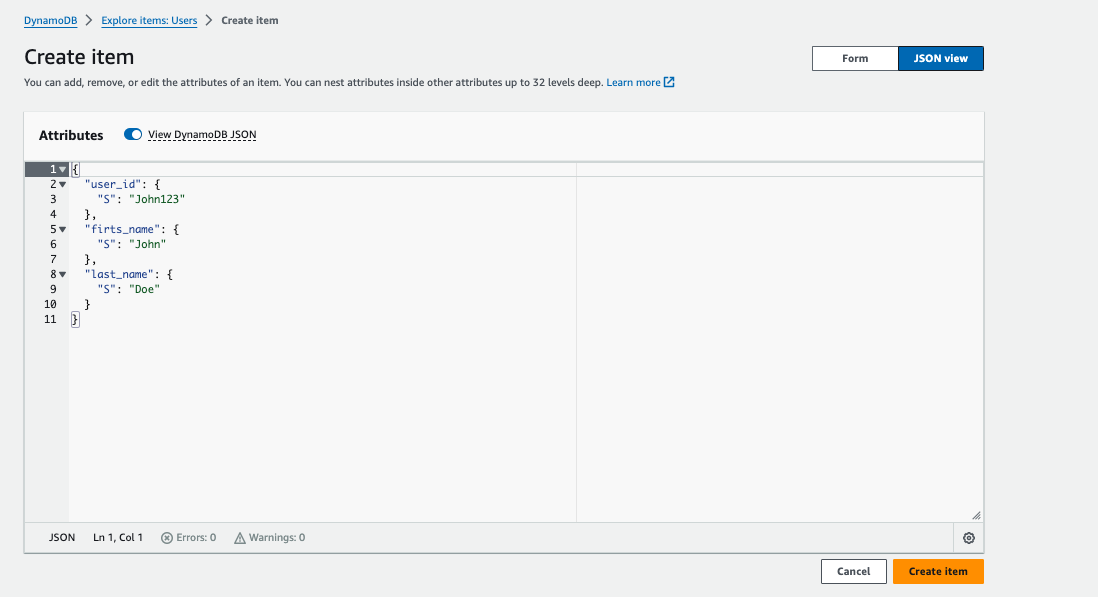 DynamoDB > Explore items: Users > Create item
Create item
Form JSON view
You can add, remove, or edit the attributes of an item. You can nest attributes inside other attributes up to 32 levels deep. Learn more
Attributes View DynamoDB JSON
1 {
2 "user_id": {
3 "S": "John123"
4 },
5 "firts_name": {
6 "S": "John"
7 },
8 "last_name": {
9 "S": "Doe"
10 }
11 }
JSON Ln 1, Col 1 Errors: 0 Warnings: 0
Cancel Create item